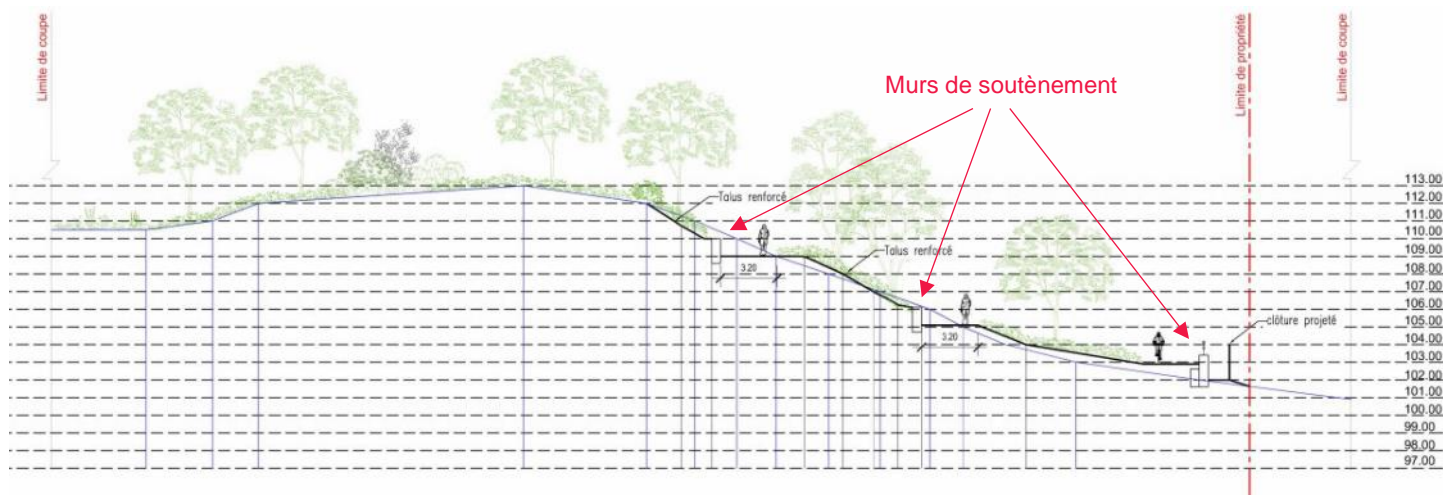 Limite de coupe
Limite de propriété
Limite de coupe
Murs de soutènement
113.00
Talus renforcé
112.00
111.00
110.00
109.00
Talus renforcé
108.00
3.20
107.00
106.00
105.00
clôture projeté
104.00
3.20
103.00
102.00
101.00
100.00
99.00
98.00
97.00